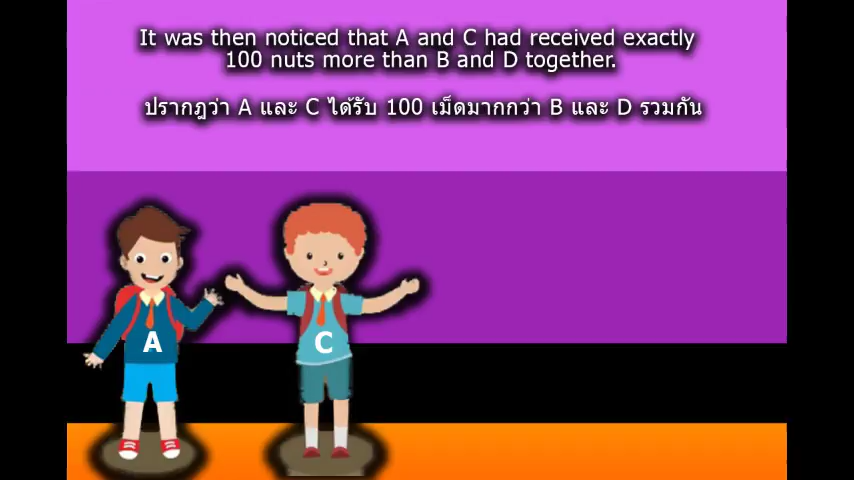 It was then noticed that A and C had received exactly
100 nuts more than B and D together.
ปรากฎว่า A และ C ได้รับ 100 เม็ดมากกว่า B และ D รวมกัน
A
C